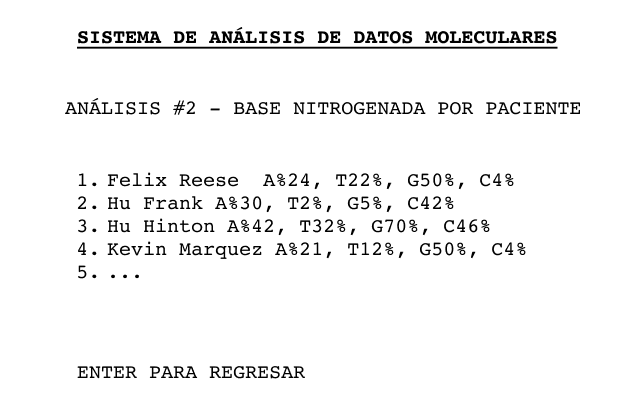 SISTEMA DE ANÁLISIS DE DATOS MOLECULARES
ANÁLISIS #2 - BASE NITROGENADA POR PACIENTE
1. Felix Reese  A%24, T22%, G50%, C4%
2. Hu Frank A%30, T2%, G5%, C42%
3. Hu Hinton A%42, T32%, G70%, C46%
4. Kevin Marquez A%21, T12%, G50%, C4%
5. ...
ENTER PARA REGRESAR